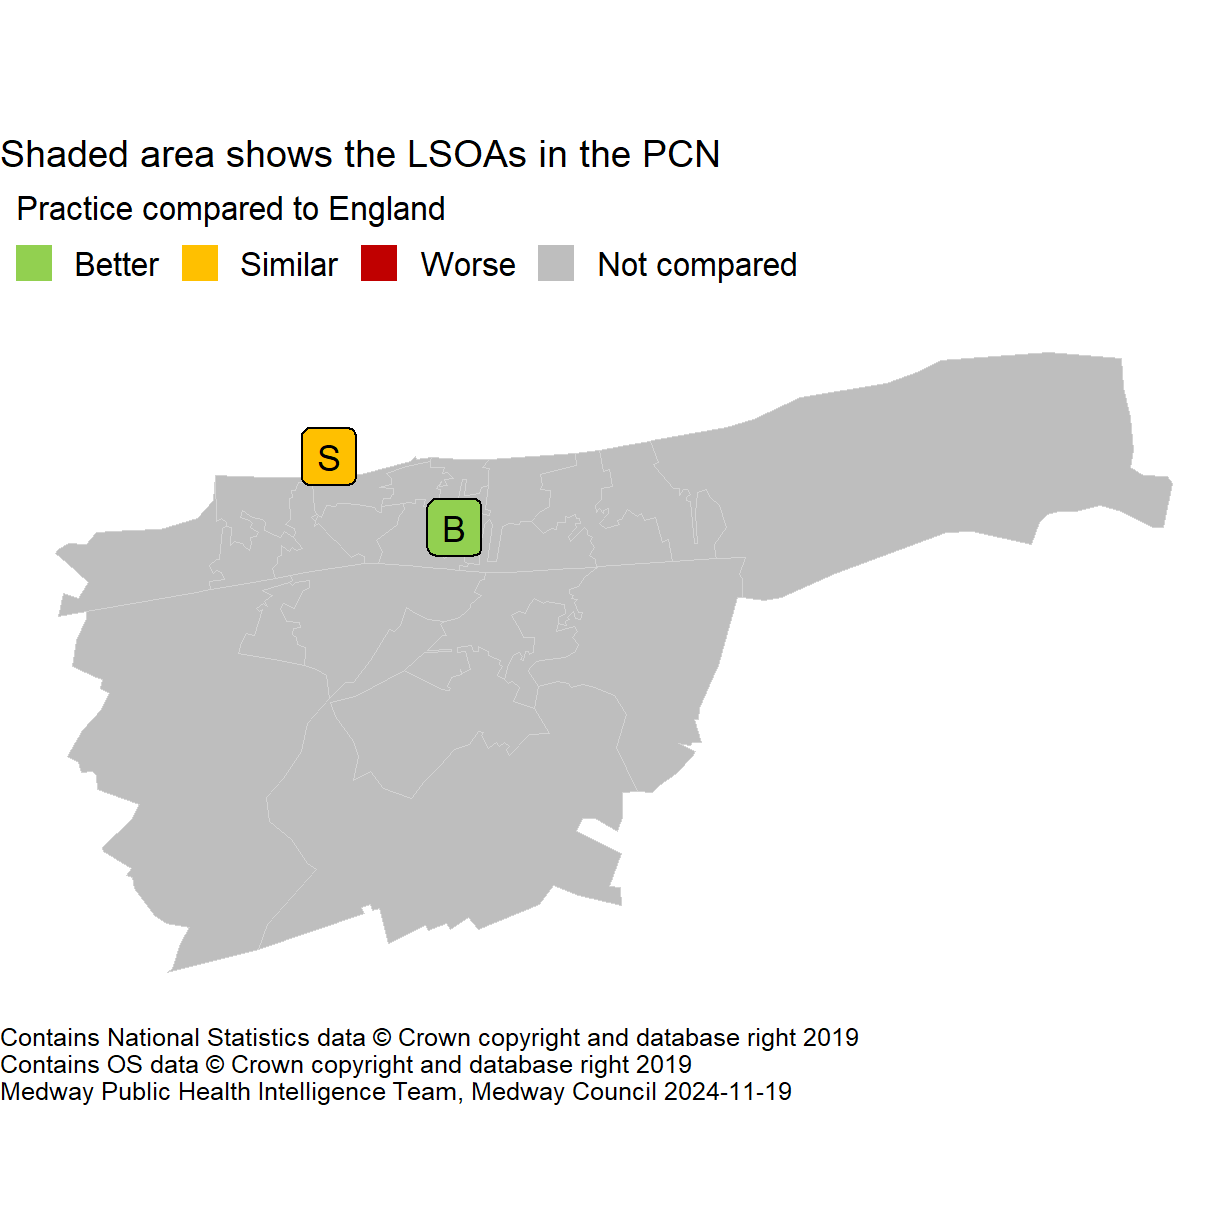 Shaded area shows the LSOAs in the PCN
Practice compared to England
Better Similar Worse Not compared
S
B
Contains National Statistics data © Crown copyright and database right 2019
Contains OS data © Crown copyright and database right 2019
Medway Public Health Intelligence Team, Medway Council 2024-11-19